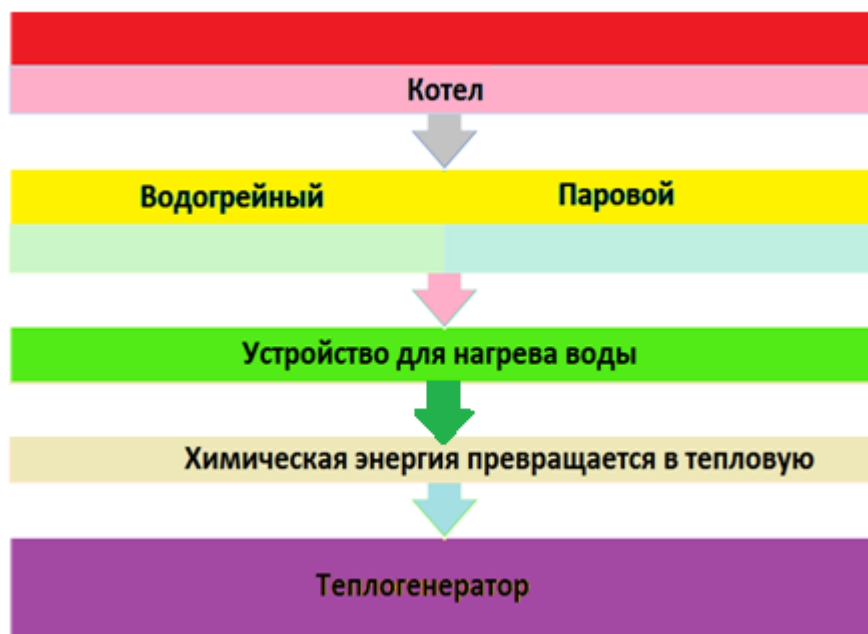 Котел
Водогрейный Паровой
Устройство для нагрева воды
Химическая энергия превращается в тепловую
Теплогенератор